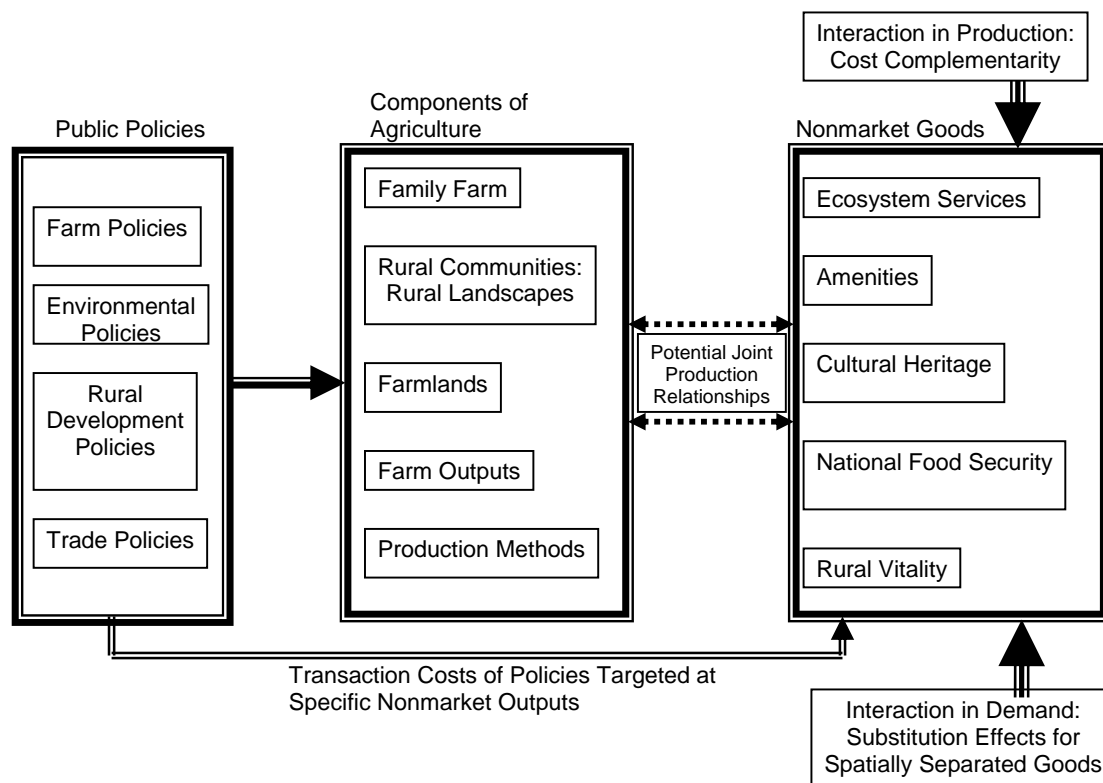 Interaction in Production:
Cost Complementarity
Public Policies
Components of
Agriculture
Nonmarket Goods
Farm Policies
Environmental
Policies
Rural
Development
Policies
Trade Policies
Family Farm
Rural Communities:
Rural Landscapes
Farmlands
Farm Outputs
Production Methods
Potential Joint
Production
Relationships
Ecosystem Services
Amenities
Cultural Heritage
National Food Security
Rural Vitality
Transaction Costs of Policies Targeted at
Specific Nonmarket Outputs
Interaction in Demand:
Substitution Effects for
Spatially Separated Goods